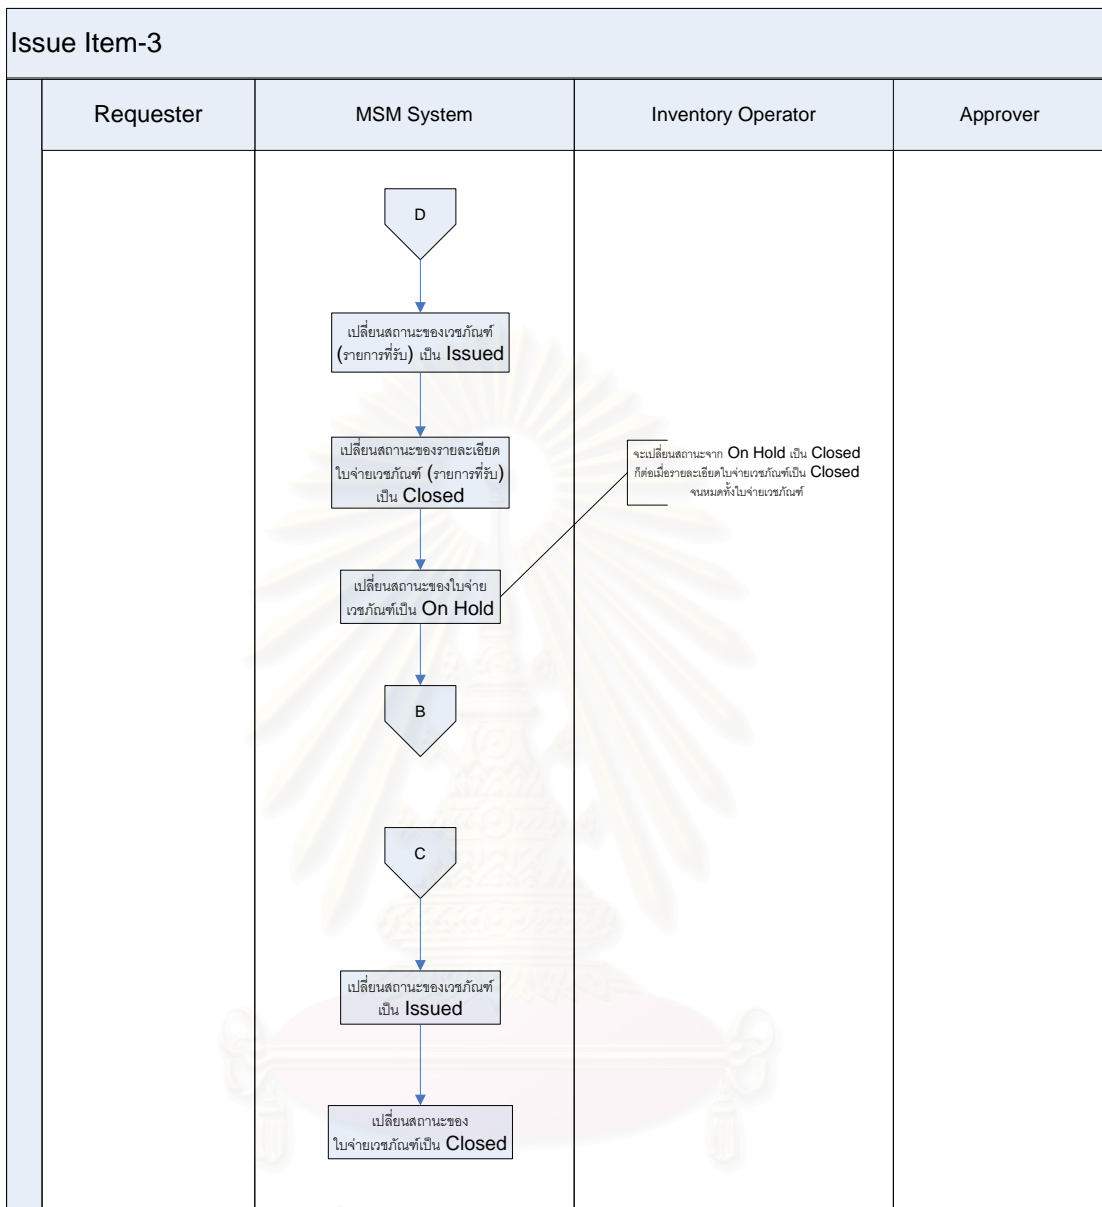 Issue Item-3
Requester
MSM System
Inventory Operator
Approver
D
เปลี่ยนสถานะของเวชภัณฑ์
(รายการที่รับ) เป็น Issued
เปลี่ยนสถานะของรายละเอียด
ใบจ่ายเวชภัณฑ์ (รายการที่รับ)
เป็น Closed
จะเปลี่ยนสถานะจาก On Hold เป็น Closed
ก็ต่อเมื่อรายละเอียดใบจ่ายเวชภัณฑ์เป็น Closed
จนหมดทั้งใบจ่ายเวชภัณฑ์
เปลี่ยนสถานะของใบจ่าย
เวชภัณฑ์เป็น On Hold
B
C
เปลี่ยนสถานะของเวชภัณฑ์
เป็น Issued
เปลี่ยนสถานะของ
ใบจ่ายเวชภัณฑ์เป็น Closed